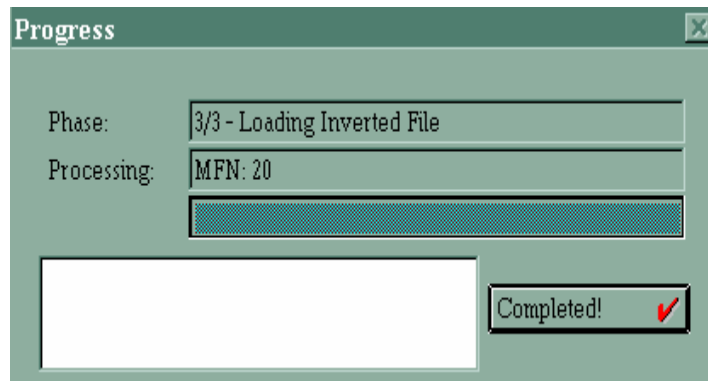 Progress
Phase: 3/3 - Loading Inverted File
Processing: MFN: 20
Completed!